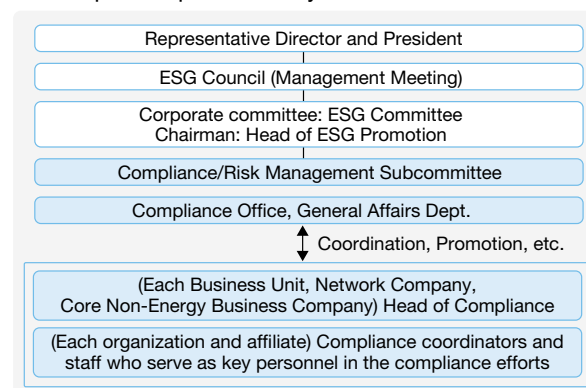 Representative Director and President
ESG Council (Management Meeting)
Corporate committee: ESG Committee
Chairman: Head of ESG Promotion
Compliance/Risk Management Subcommittee
Compliance Office, General Affairs Dept.
Coordination, Promotion, etc.
(Each Business Unit, Network Company,
Core Non-Energy Business Company) Head of Compliance
(Each organization and affiliate) Compliance coordinators and
staff who serve as key personnel in the compliance efforts